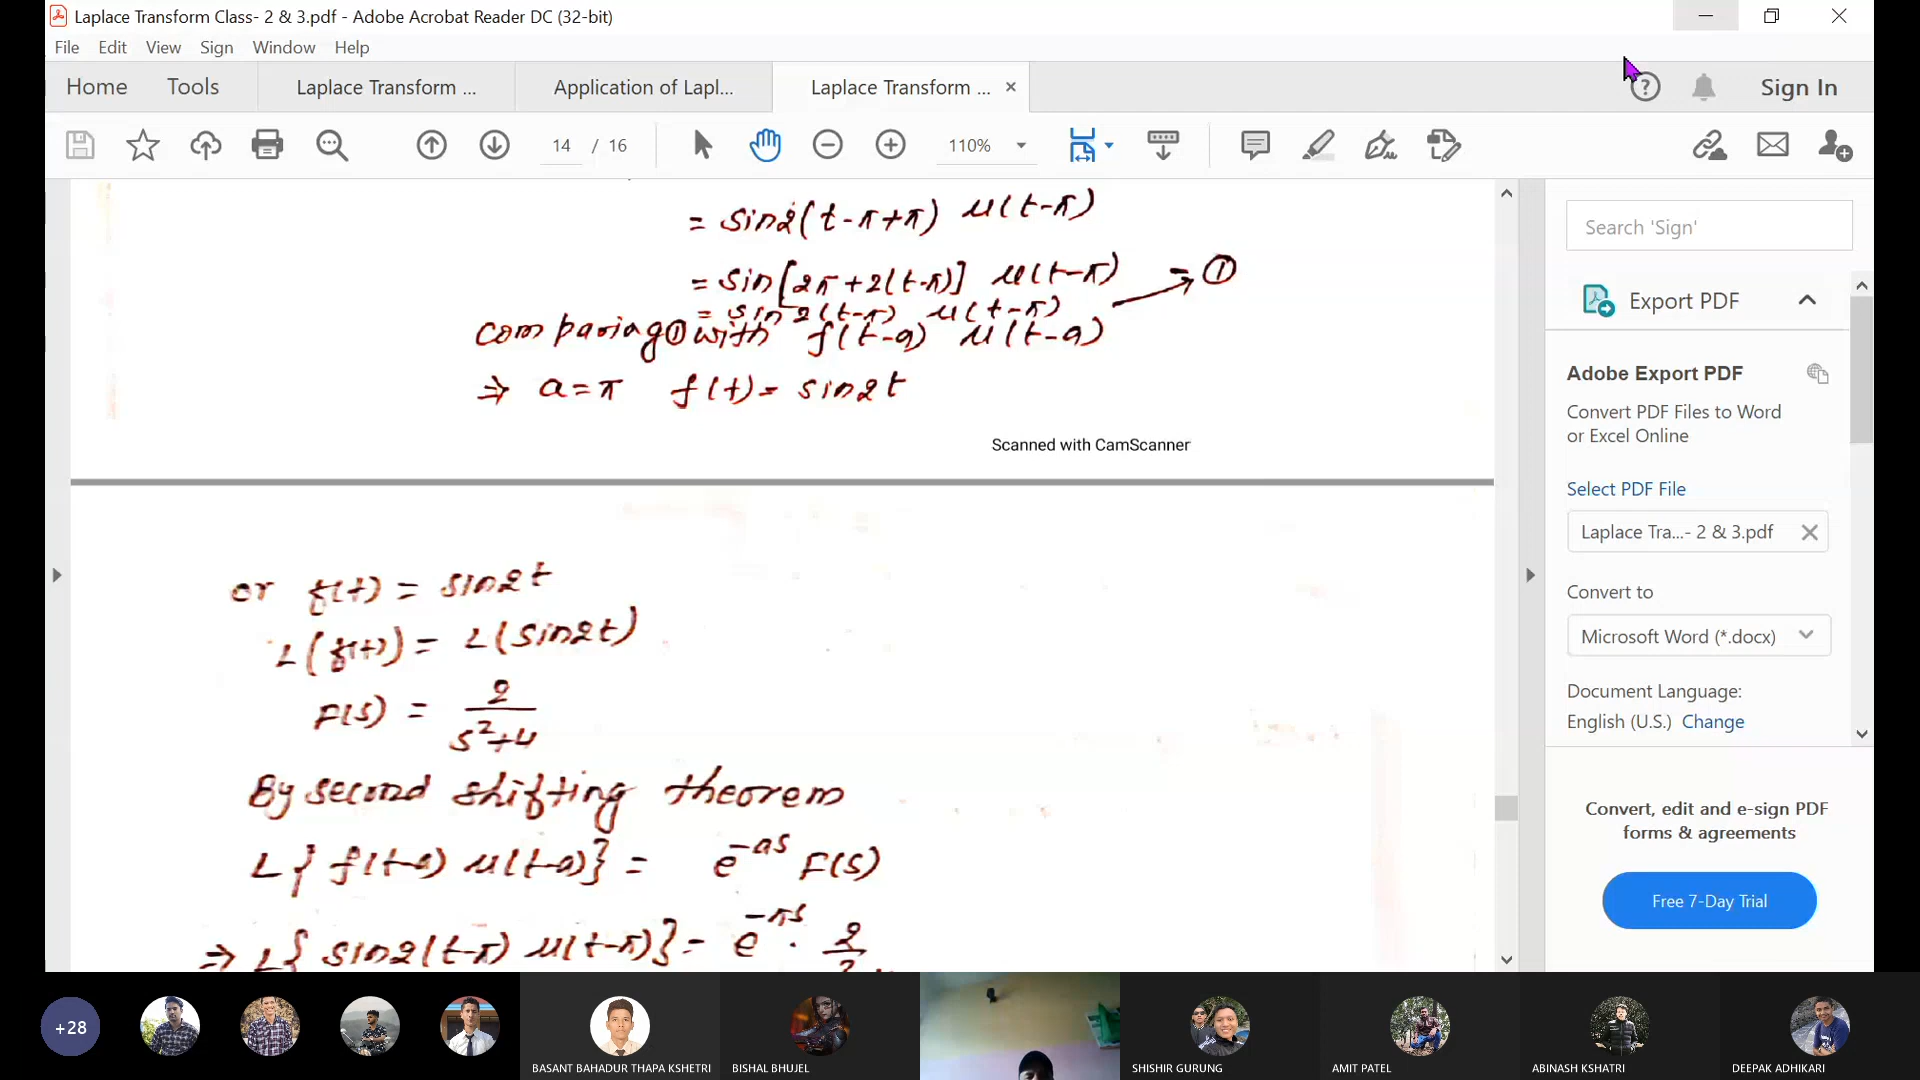 Laplace Transform Class- 2 & 3.pdf - Adobe Acrobat Reader DC (32-bit)
File Edit View Sign Window Help
Home Tools Laplace Transform ... Application of Lapl... Laplace Transform ... × Sign In
14 / 16 110%
= sin2(t-π+π) u(t-π)
= sin[2π+2(t-π)] u(t-π) → ①
= sin2(t-π) u(t-π)
comparing ① with f(t-a) u(t-a)
⇒ a=π f(t)= sin2t
Scanned with CamScanner
or f(t) = sin2t
L(f(t)) = L(sin2t)
F(s) = 2/(s²+4)
By second shifting theorem
L{ f(t-a) u(t-a)} = e^-as F(s)
⇒ L{ sin2(t-π) u(t-π)}= e^-πs . 2
Search 'Sign'
Export PDF
Adobe Export PDF
Convert PDF Files to Word
or Excel Online
Select PDF File
Laplace Tra...- 2 & 3.pdf
Convert to
Microsoft Word (*.docx)
Document Language:
English (U.S.) Change
Convert, edit and e-sign PDF
forms & agreements
Free 7-Day Trial
+28
BASANT BAHADUR THAPA KSHETRI BISHAL BHUJEL SHISHIR GURUNG AMIT PATEL ABINASH KSHATRI DEEPAK ADHIKARI